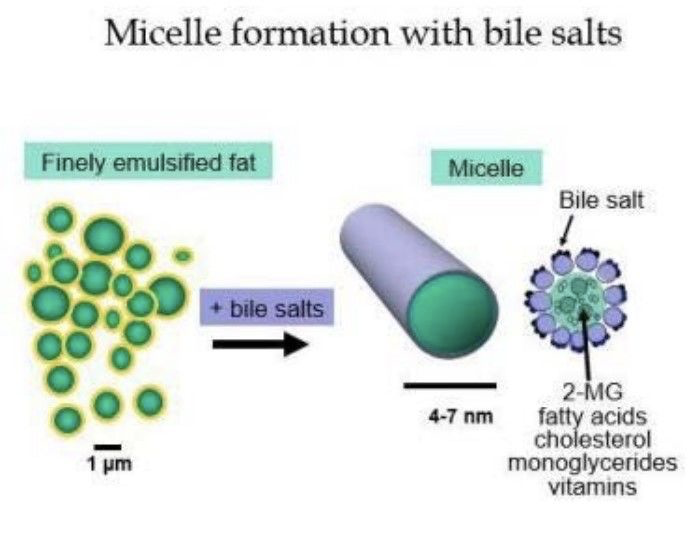 Micelle formation with bile salts
Finely emulsified fat
Micelle
Bile salt
+ bile salts
1 µm
4-7 nm
2-MG
fatty acids
cholesterol
monoglycerides
vitamins